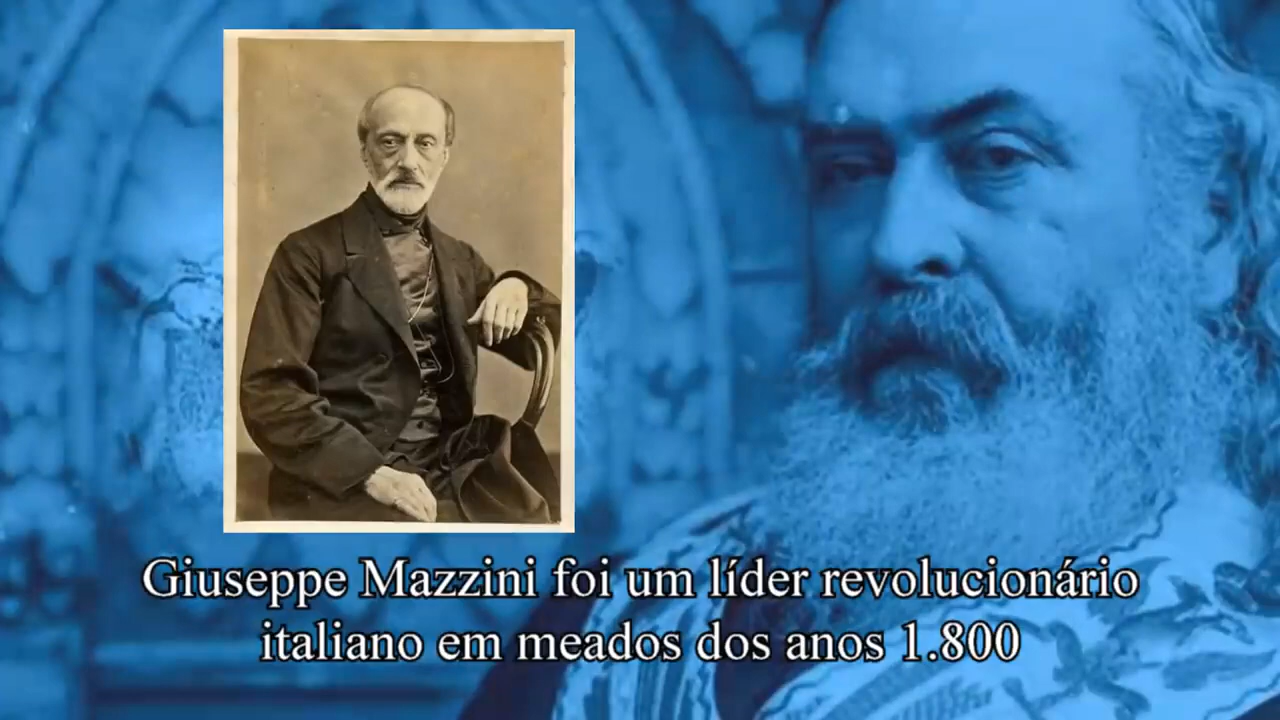 Giuseppe Mazzini foi um líder revolucionário
italiano em meados dos anos 1.800